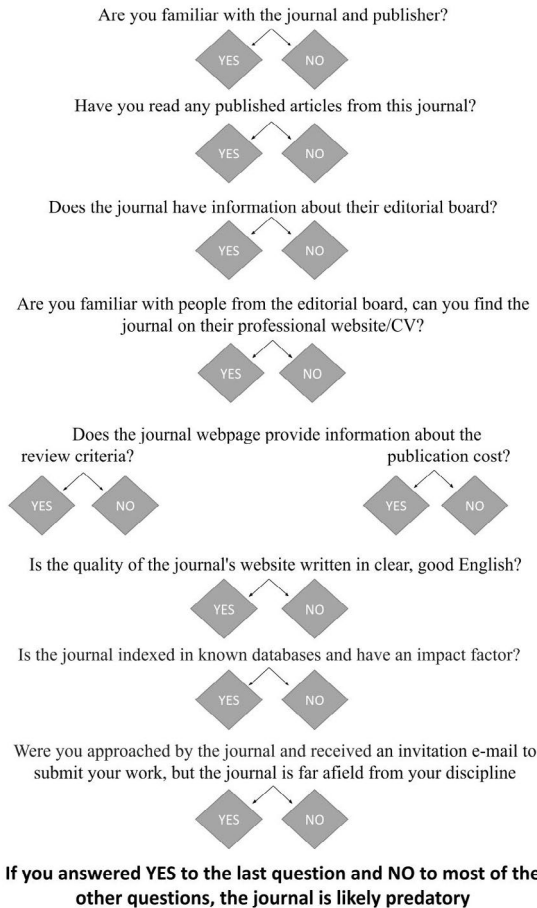 Are you familiar with the journal and publisher?
YES NO
Have you read any published articles from this journal?
YES NO
Does the journal have information about their editorial board?
YES NO
Are you familiar with people from the editorial board, can you find the
journal on their professional website/CV?
YES NO
Does the journal webpage provide information about the
review criteria? publication cost?
YES NO YES NO
Is the quality of the journal's website written in clear, good English?
YES NO
Is the journal indexed in known databases and have an impact factor?
YES NO
Were you approached by the journal and received an invitation e-mail to
submit your work, but the journal is far afield from your discipline
YES NO
If you answered YES to the last question and NO to most of the
other questions, the journal is likely predatory